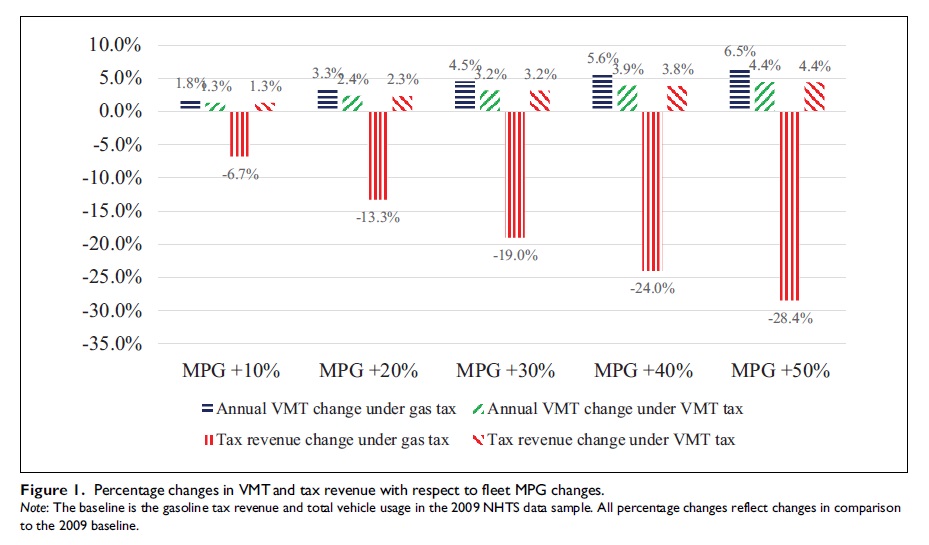 10.0%
5.0%
0.0%
-5.0%
-10.0%
-15.0%
-20.0%
-25.0%
-30.0%
-35.0%
1.8% 1.3% 1.3%
-6.7%
3.3% 2.4% 2.3%
-13.3%
4.5% 3.2% 3.2%
-19.0%
5.6% 3.9% 3.8%
-24.0%
6.5% 4.4% 4.4%
-28.4%
MPG +10% MPG +20% MPG +30% MPG +40% MPG +50%
Annual VMT change under gas tax Annual VMT change under VMT tax
Tax revenue change under gas tax Tax revenue change under VMT tax
Figure 1. Percentage changes in VMT and tax revenue with respect to fleet MPG changes.
Note: The baseline is the gasoline tax revenue and total vehicle usage in the 2009 NHTS data sample. All percentage changes reflect changes in comparison
to the 2009 baseline.